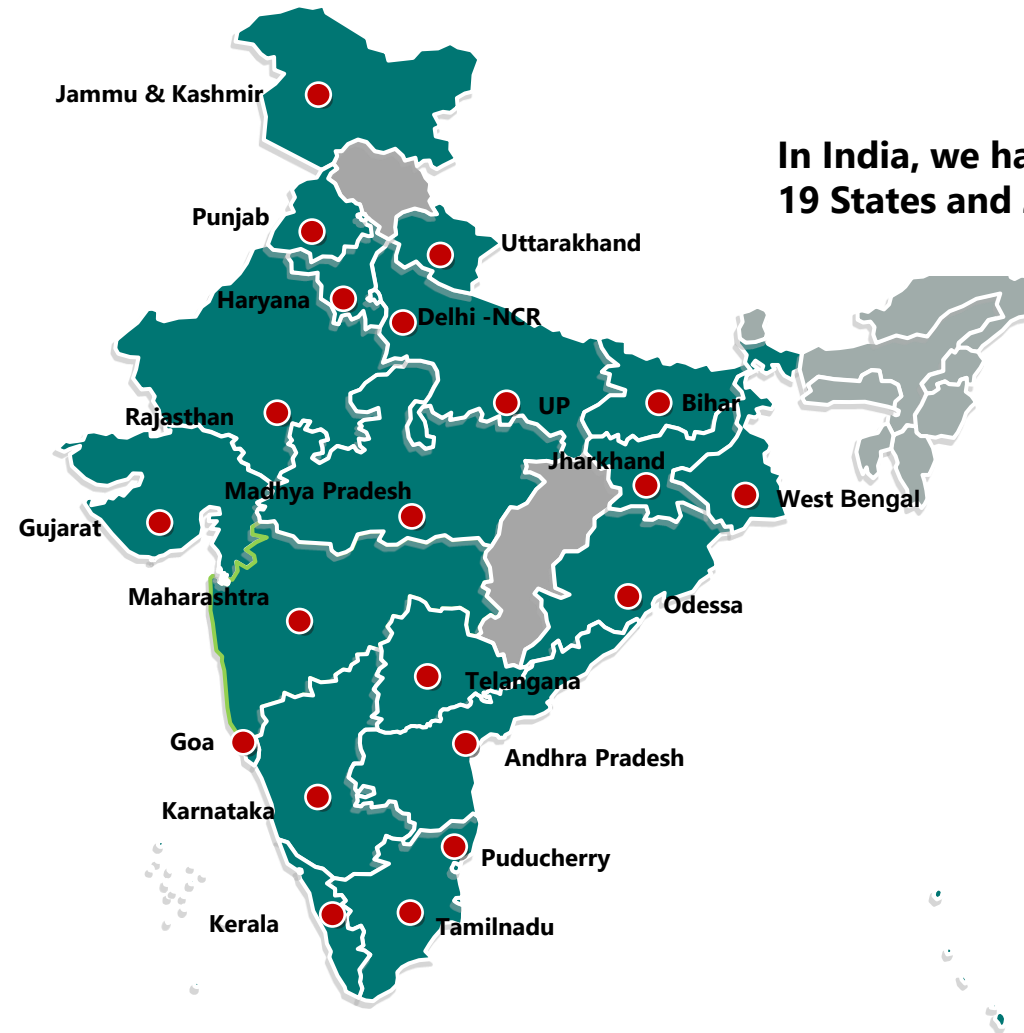 Jammu & Kashmir
In India, we ha
19 States and
Punjab
Uttarakhand
Haryana
Delhi -NCR
UP
Bihar
Rajasthan
Jharkhand
Madhya Pradesh
West Bengal
Gujarat
Maharashtra
Odessa
Telangana
Goa
Andhra Pradesh
Karnataka
Puducherry
Kerala
Tamilnadu